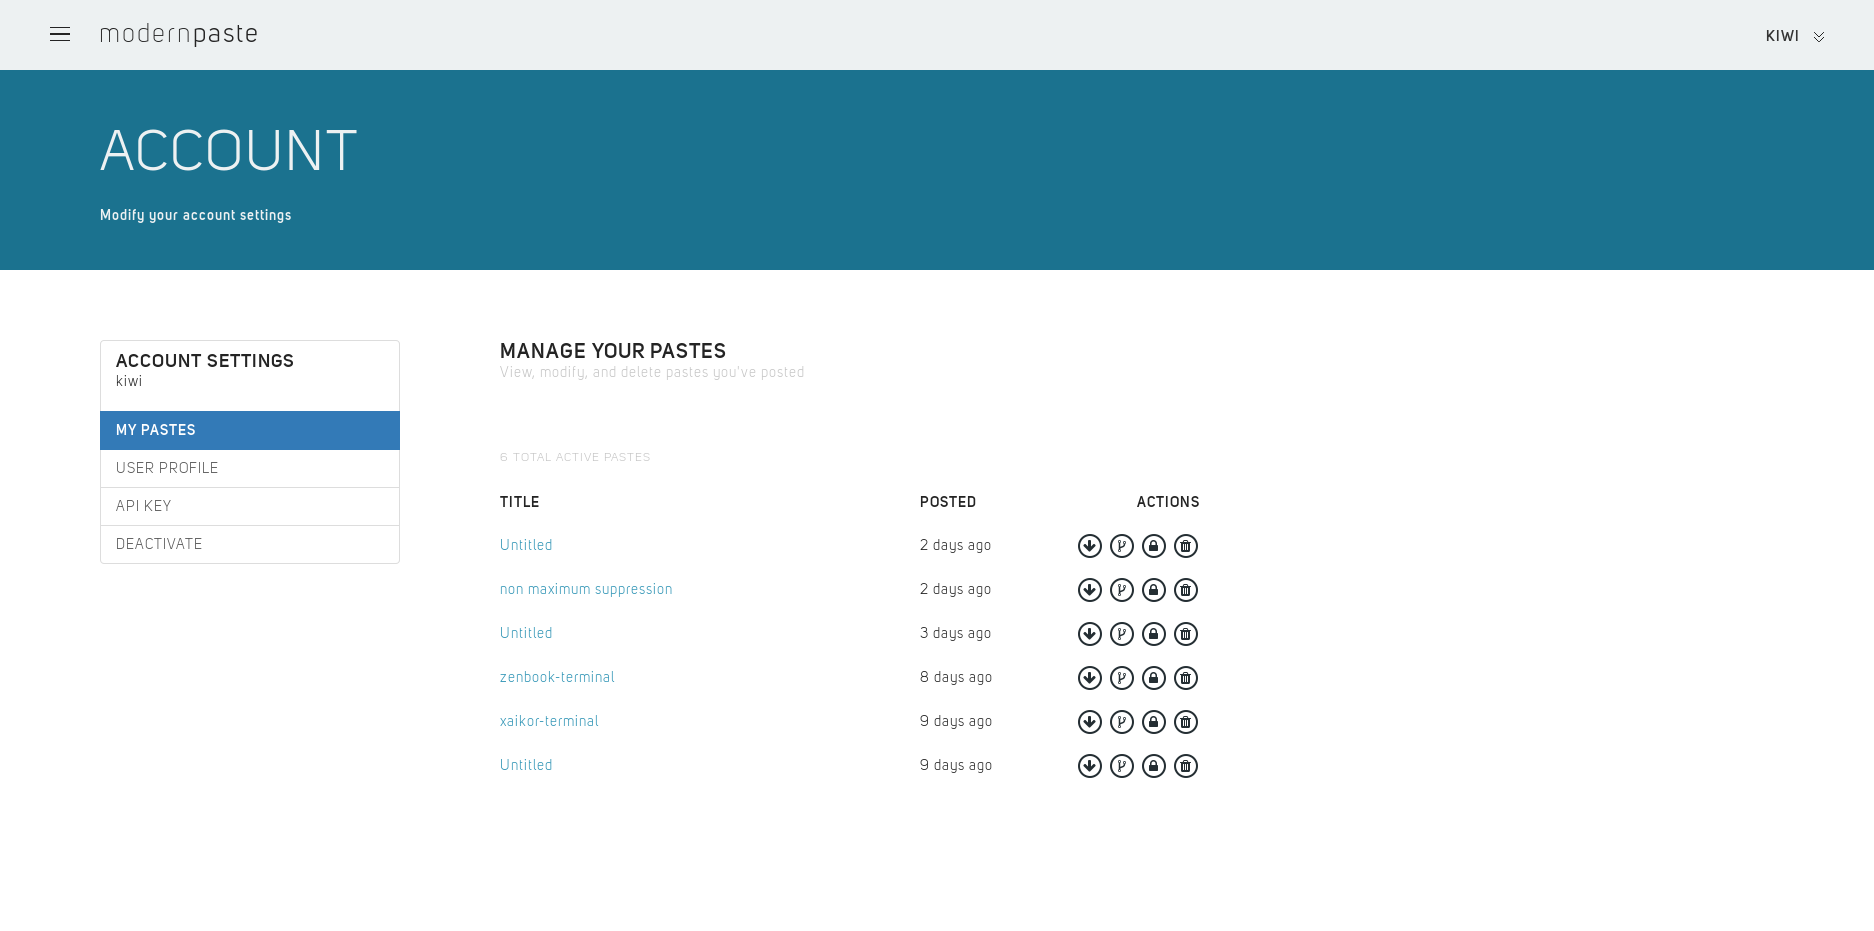 modernpaste
KIWI
ACCOUNT
Modify your account settings
ACCOUNT SETTINGS
kiwi
MY PASTES
USER PROFILE
API KEY
DEACTIVATE
MANAGE YOUR PASTES
View, modify, and delete pastes you've posted
6 TOTAL ACTIVE PASTES
TITLE POSTED ACTIONS
Untitled 2 days ago
non maximum suppression 2 days ago
Untitled 3 days ago
zenbook-terminal 8 days ago
xaikor-terminal 9 days ago
Untitled 9 days ago